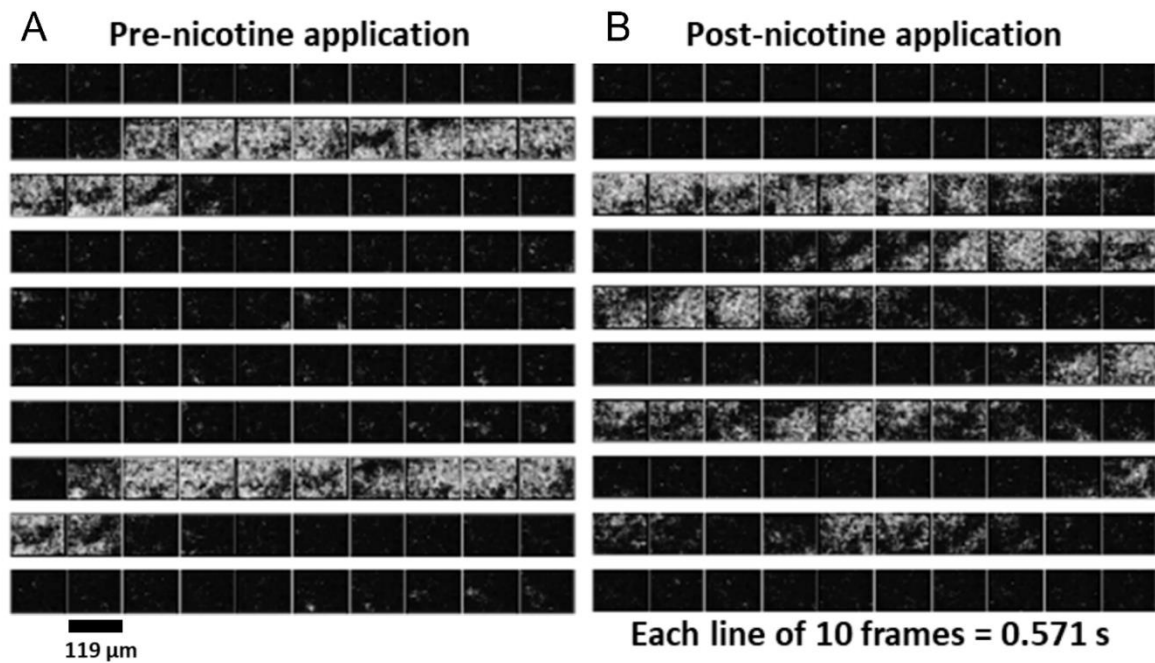 A
Pre-nicotine application
B
Post-nicotine application
119 µm
Each line of 10 frames = 0.571 s